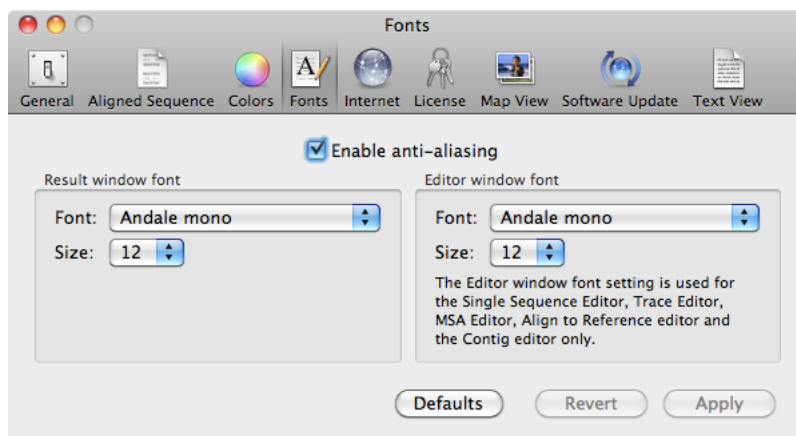 Fonts
General Aligned Sequence Colors Fonts Internet License Map View Software Update Text View
Enable anti-aliasing
Result window font
Font: Andale mono
Size: 12
Editor window font
Font: Andale mono
Size: 12
The Editor window font setting is used for
the Single Sequence Editor, Trace Editor,
MSA Editor, Align to Reference editor and
the Contig editor only.
Defaults Revert Apply